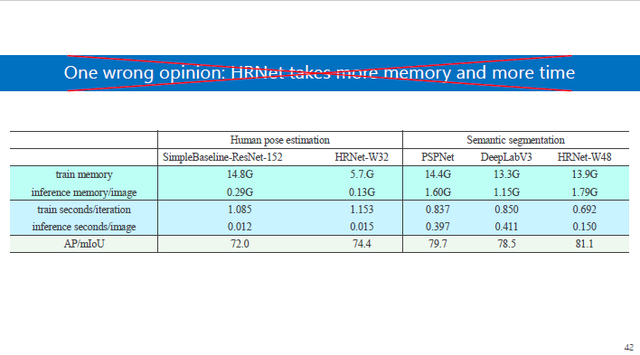 One wrong opinion: HRNet takes more memory and more time
Human pose estimation Semantic segmentation
SimpleBaseline-ResNet-152 HRNet-W32 PSPNet DeepLabV3 HRNet-W48
train memory 14.8G 5.7.G 14.4G 13.3G 13.9G
inference memory/image 0.29G 0.13G 1.60G 1.15G 1.79G
train seconds/iteration 1.085 1.153 0.837 0.850 0.692
inference seconds/image 0.012 0.015 0.397 0.411 0.150
AP/mIoU 72.0 74.4 79.7 78.5 81.1
42